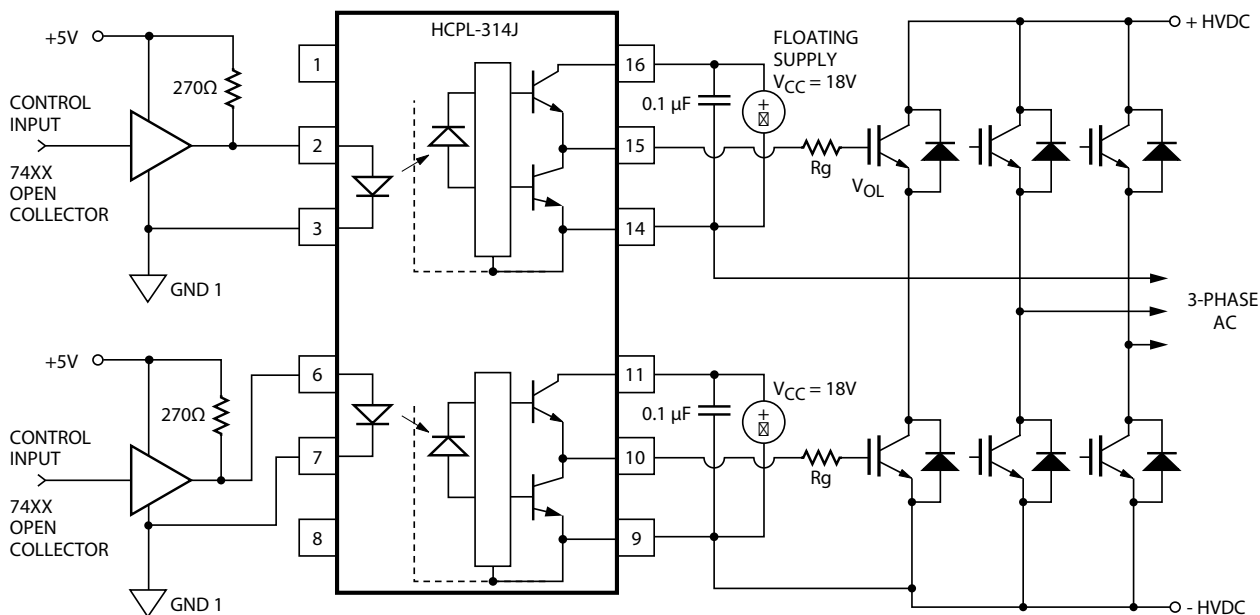 HCPL-314J
+5V
270Ω
CONTROL
INPUT
74XX
OPEN
COLLECTOR
GND 1
1
2
3
16
15
14
FLOATING
SUPPLY
VCC = 18V
0.1 µF
+
Rg
VOL
+ HVDC
3-PHASE
AC
+5V
270Ω
CONTROL
INPUT
74XX
OPEN
COLLECTOR
GND 1
6
7
8
11
10
9
VCC = 18V
0.1 µF
+
Rg
- HVDC